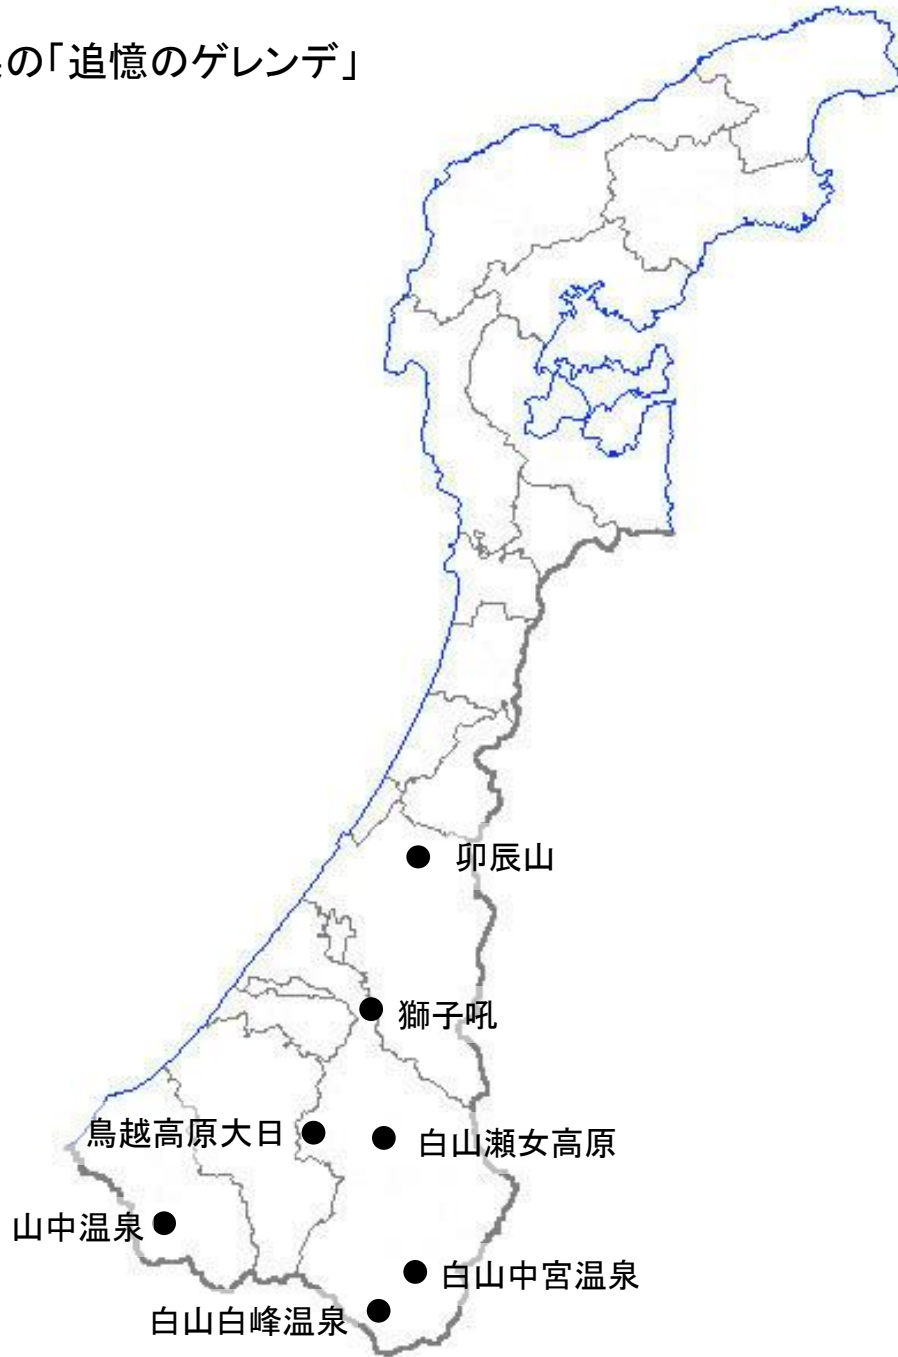 の「追憶のゲレンデ」
卯辰山
獅子吼
鳥越高原大日
白山瀬女高原
山中温泉
白山中宮温泉
白山白峰温泉